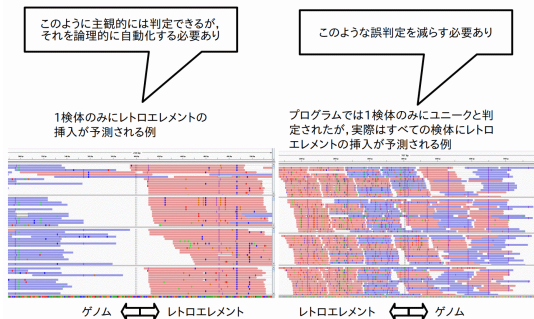 このように主観的には判定できるが,
それを論理的に自動化する必要あり
このような誤判定を減らす必要あり
1検体のみにレトロエレメントの
挿入が予測される例
プログラムでは1検体のみにユニークと判
定されたが,実際はすべての検体にレトロ
エレメントの挿入が予測される例
ゲノム レトロエレメント
レトロエレメント ゲノム